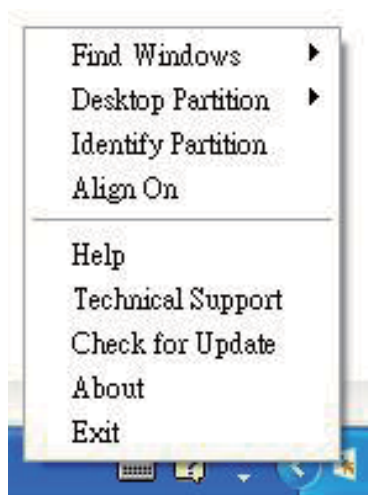 Find Windows
Desktop Partition
Identify Partition
Align On
Help
Technical Support
Check for Update
About
Exit